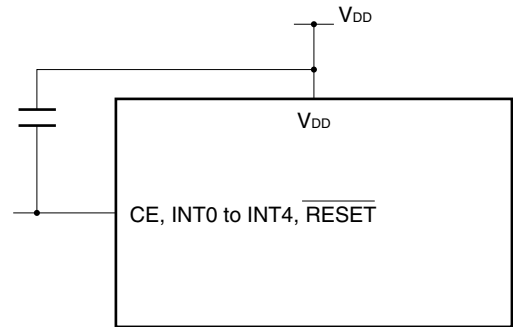 VDD
VDD
CE, INT0 to INT4, RESET